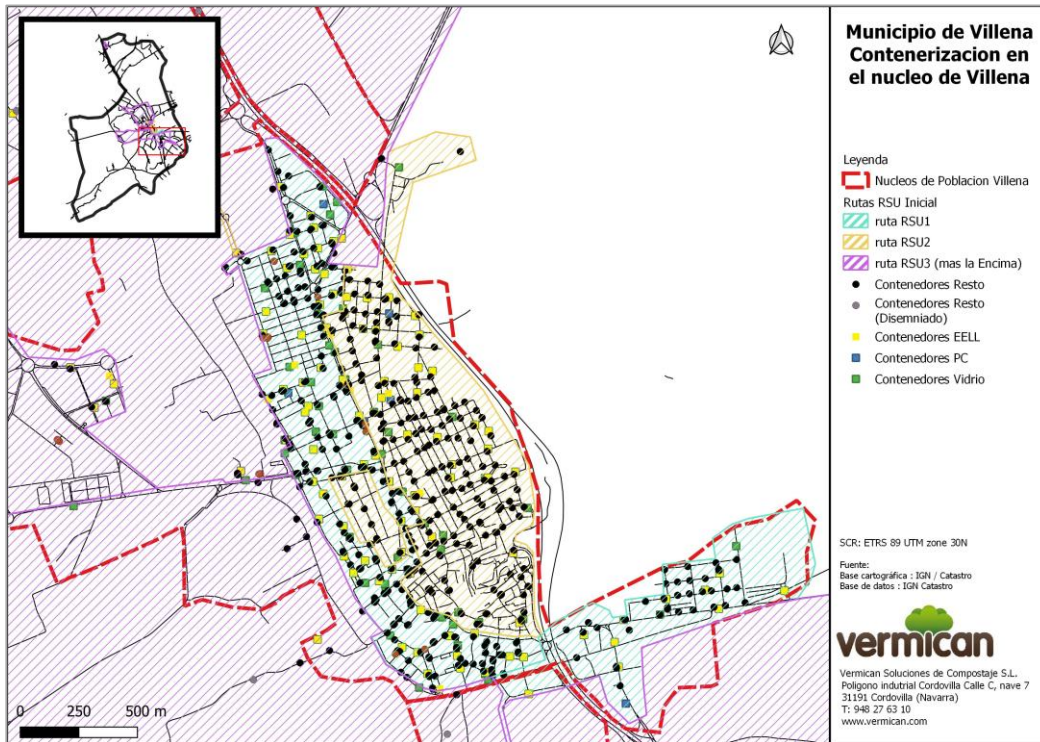 Municipio de Villena
Contenerizacion en
el nucleo de Villena
Leyenda
Nucleos de Poblacion Villena
Rutas RSU Inicial
ruta RSU1
ruta RSU2
ruta RSU3 (mas la Encima)
Contenedores Resto
Contenedores Resto
(Disemniado)
Contenedores EELL
Contenedores PC
Contenedores Vidrio
SCR: ETRS 89 UTM zone 30N
Fuente:
Base cartográfica : IGN / Catastro
Base de datos : IGN Catastro
vermican
Vermican Soluciones de Compostaje S.L.
Poligono indutrial Cordovilla Calle C, nave 7
31191 Cordovilla (Navarra)
T: 948 27 63 10
www.vermican.com
0 250 500 m